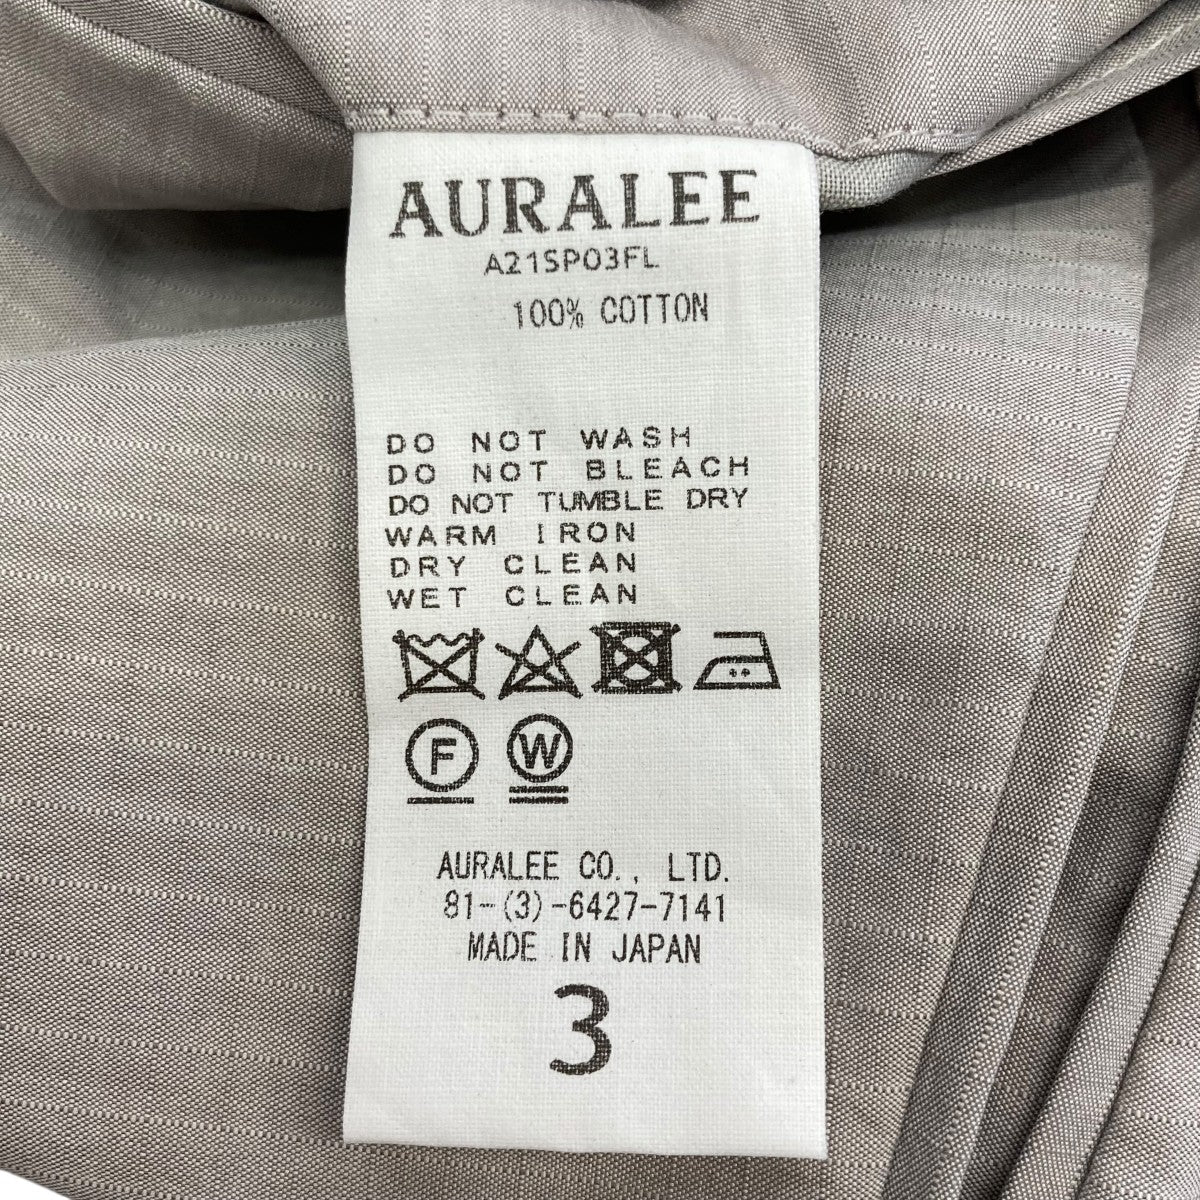 AURALEE
A21SP03FL
100% COTTON
DO NOT WASH
DO NOT BLEACH
DO NOT TUMBLE DRY
WARM IRON
DRY CLEAN
WET CLEAN
F W
AURALEE CO., LTD.
81-(3)-6427-7141
MADE IN JAPAN
3